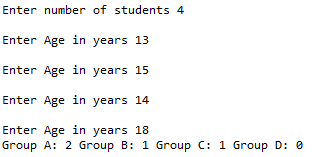 Enter number of students 4
Enter Age in years 13
Enter Age in years 15
Enter Age in years 14
Enter Age in years 18
Group A: 2 Group B: 1 Group C: 1 Group D: 0